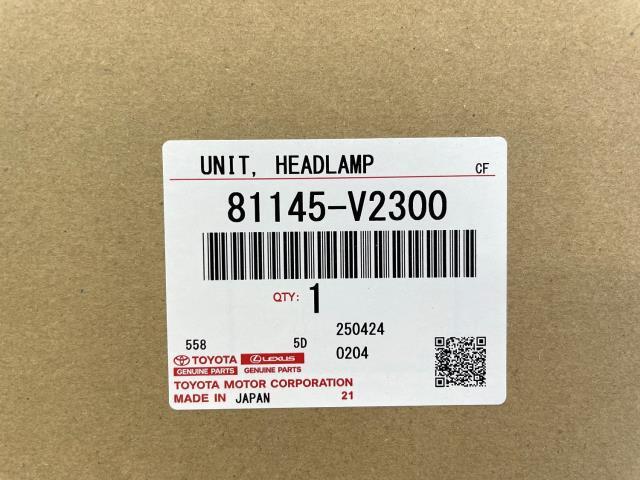 UNIT, HEADLAMP
CF
81145-V2300
QTY: 1
250424
558 5D
0204
TOYOTA LEXUS
GENUINE PARTS GENUINE PARTS
TOYOTA MOTOR CORPORATION
MADE IN JAPAN 21